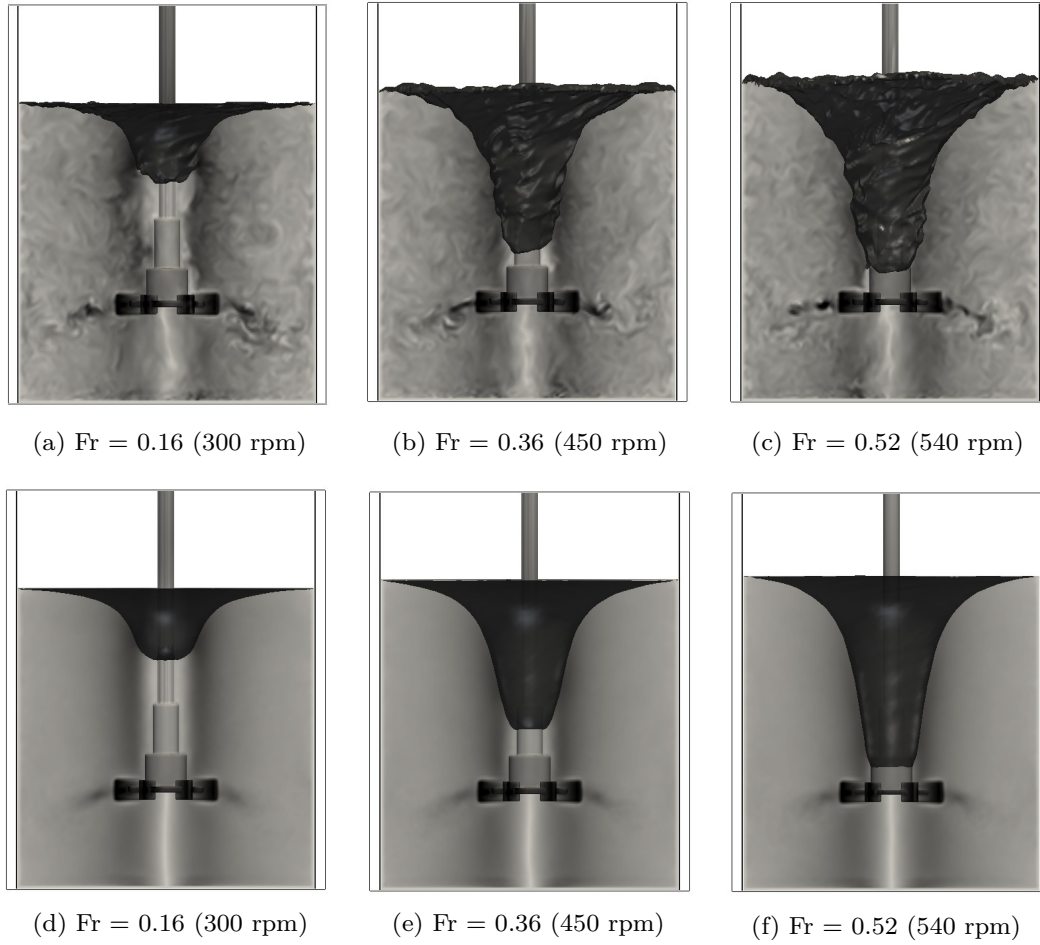 (a) Fr = 0.16 (300 rpm)
(b) Fr = 0.36 (450 rpm)
(c) Fr = 0.52 (540 rpm)
(d) Fr = 0.16 (300 rpm)
(e) Fr = 0.36 (450 rpm)
(f) Fr = 0.52 (540 rpm)